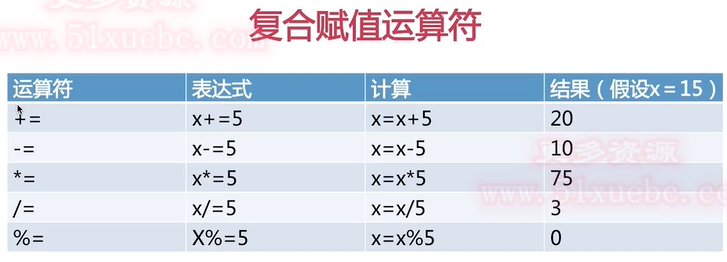 复合赋值运算符
更多资源
www.51xuebc.com
运算符 表达式 计算 结果（假设x=15）
+= x+=5 x=x+5 20
-= x-=5 x=x-5 10
*= x*=5 x=x*5 75
/= x/=5 x=x/5 3
%= X%=5 x=x%5 0
更多资源
www.51xuebc.com